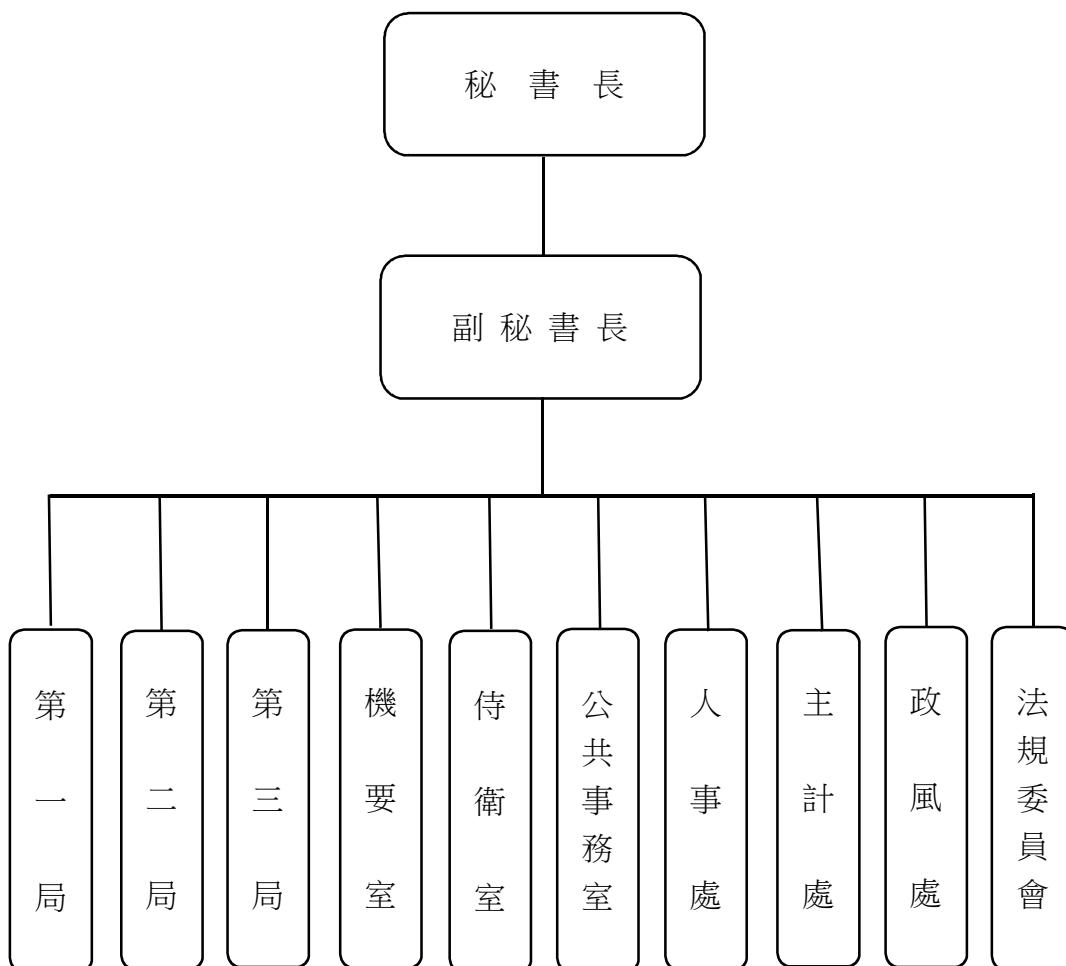 秘書長
副秘書長
第一局
第二局
第三局
機要室
侍衛室
公共事務室
人事處
主計處
政風處
法規委員會